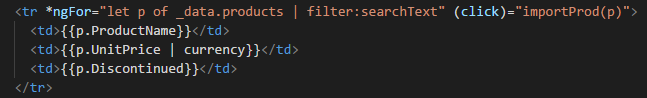 <tr *ngFor="let p of _data.products | filter:searchText" (click)="importProd(p)">
<td>{{p.ProductName}}</td>
<td>{{p.UnitPrice | currency}}</td>
<td>{{p.Discontinued}}</td>
</tr>